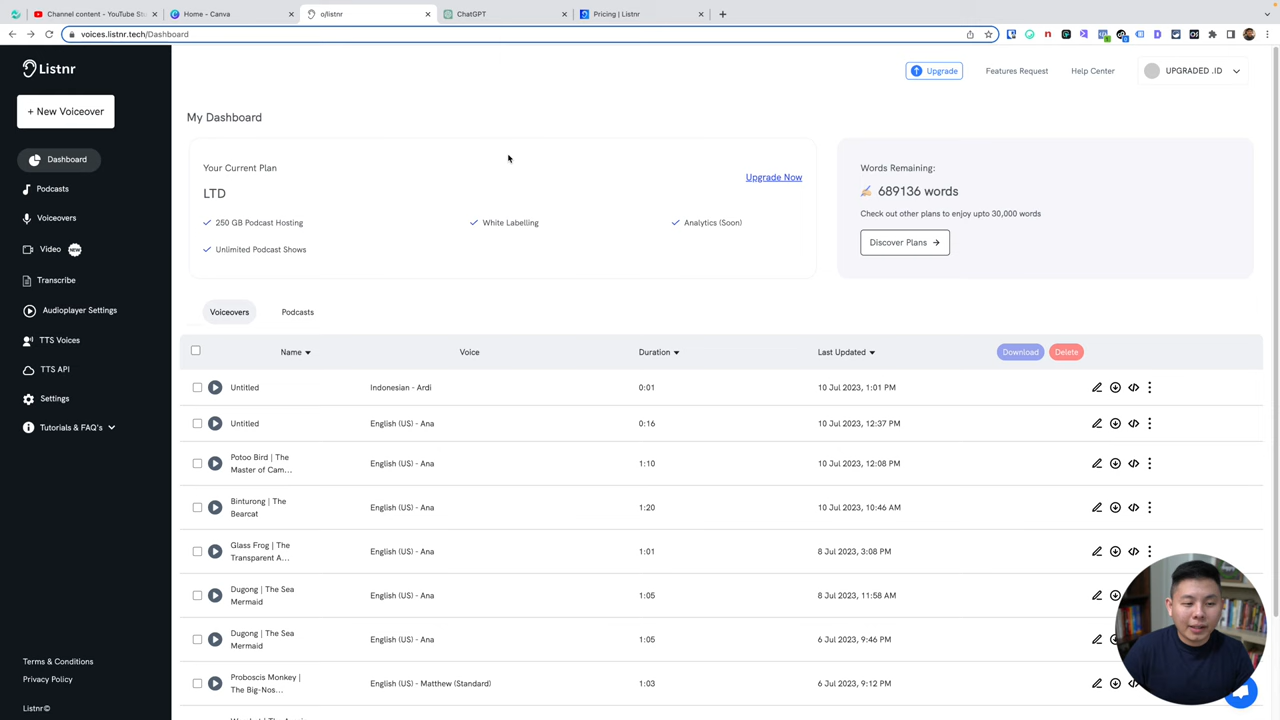 Channel content - YouTube St
Home - Canva
o/listnr
ChatGPT
Pricing | Listnr
voices.listnr.tech/Dashboard
Listnr
Upgrade
Features Request
Help Center
UPGRADED .ID
+ New Voiceover
My Dashboard
Dashboard
Podcasts
Voiceovers
Video NEW
Transcribe
Audioplayer Settings
TTS Voices
TTS API
Settings
Tutorials & FAQ's
Your Current Plan
LTD
Upgrade Now
250 GB Podcast Hosting
White Labelling
Analytics (Soon)
Unlimited Podcast Shows
Words Remaining:
689136 words
Check out other plans to enjoy upto 30,000 words
Discover Plans
Voiceovers
Podcasts
Name
Voice
Duration
Last Updated
Download
Delete
Untitled
Indonesian - Ardi
0:01
10 Jul 2023, 1:01 PM
Untitled
English (US) - Ana
0:16
10 Jul 2023, 12:37 PM
Potoo Bird | The
Master of Cam...
English (US) - Ana
1:10
10 Jul 2023, 12:08 PM
Binturong | The
Bearcat
English (US) - Ana
1:20
10 Jul 2023, 10:46 AM
Glass Frog | The
Transparent A...
English (US) - Ana
1:01
8 Jul 2023, 3:08 PM
Dugong | The Sea
Mermaid
English (US) - Ana
1:05
8 Jul 2023, 11:58 AM
Dugong | The Sea
Mermaid
English (US) - Ana
1:05
6 Jul 2023, 9:46 PM
Proboscis Monkey |
The Big-Nos...
English (US) - Matthew (Standard)
1:03
6 Jul 2023, 9:12 PM
Terms & Conditions
Privacy Policy
Listnr©